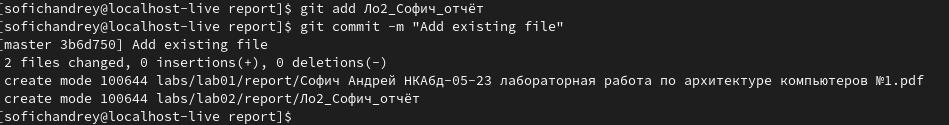 [sofichandrey@localhost-live report]$ git add Ло2_Софич_отчёт
[sofichandrey@localhost-live report]$ git commit -m "Add existing file"
[master 3b6d750] Add existing file
2 files changed, 0 insertions(+), 0 deletions(-)
create mode 100644 labs/lab01/report/Софич Андрей НКАбд-05-23 лабораторная работа по архитектуре компьютеров №1.pdf
create mode 100644 labs/lab02/report/Ло2_Софич_отчёт
[sofichandrey@localhost-live report]$